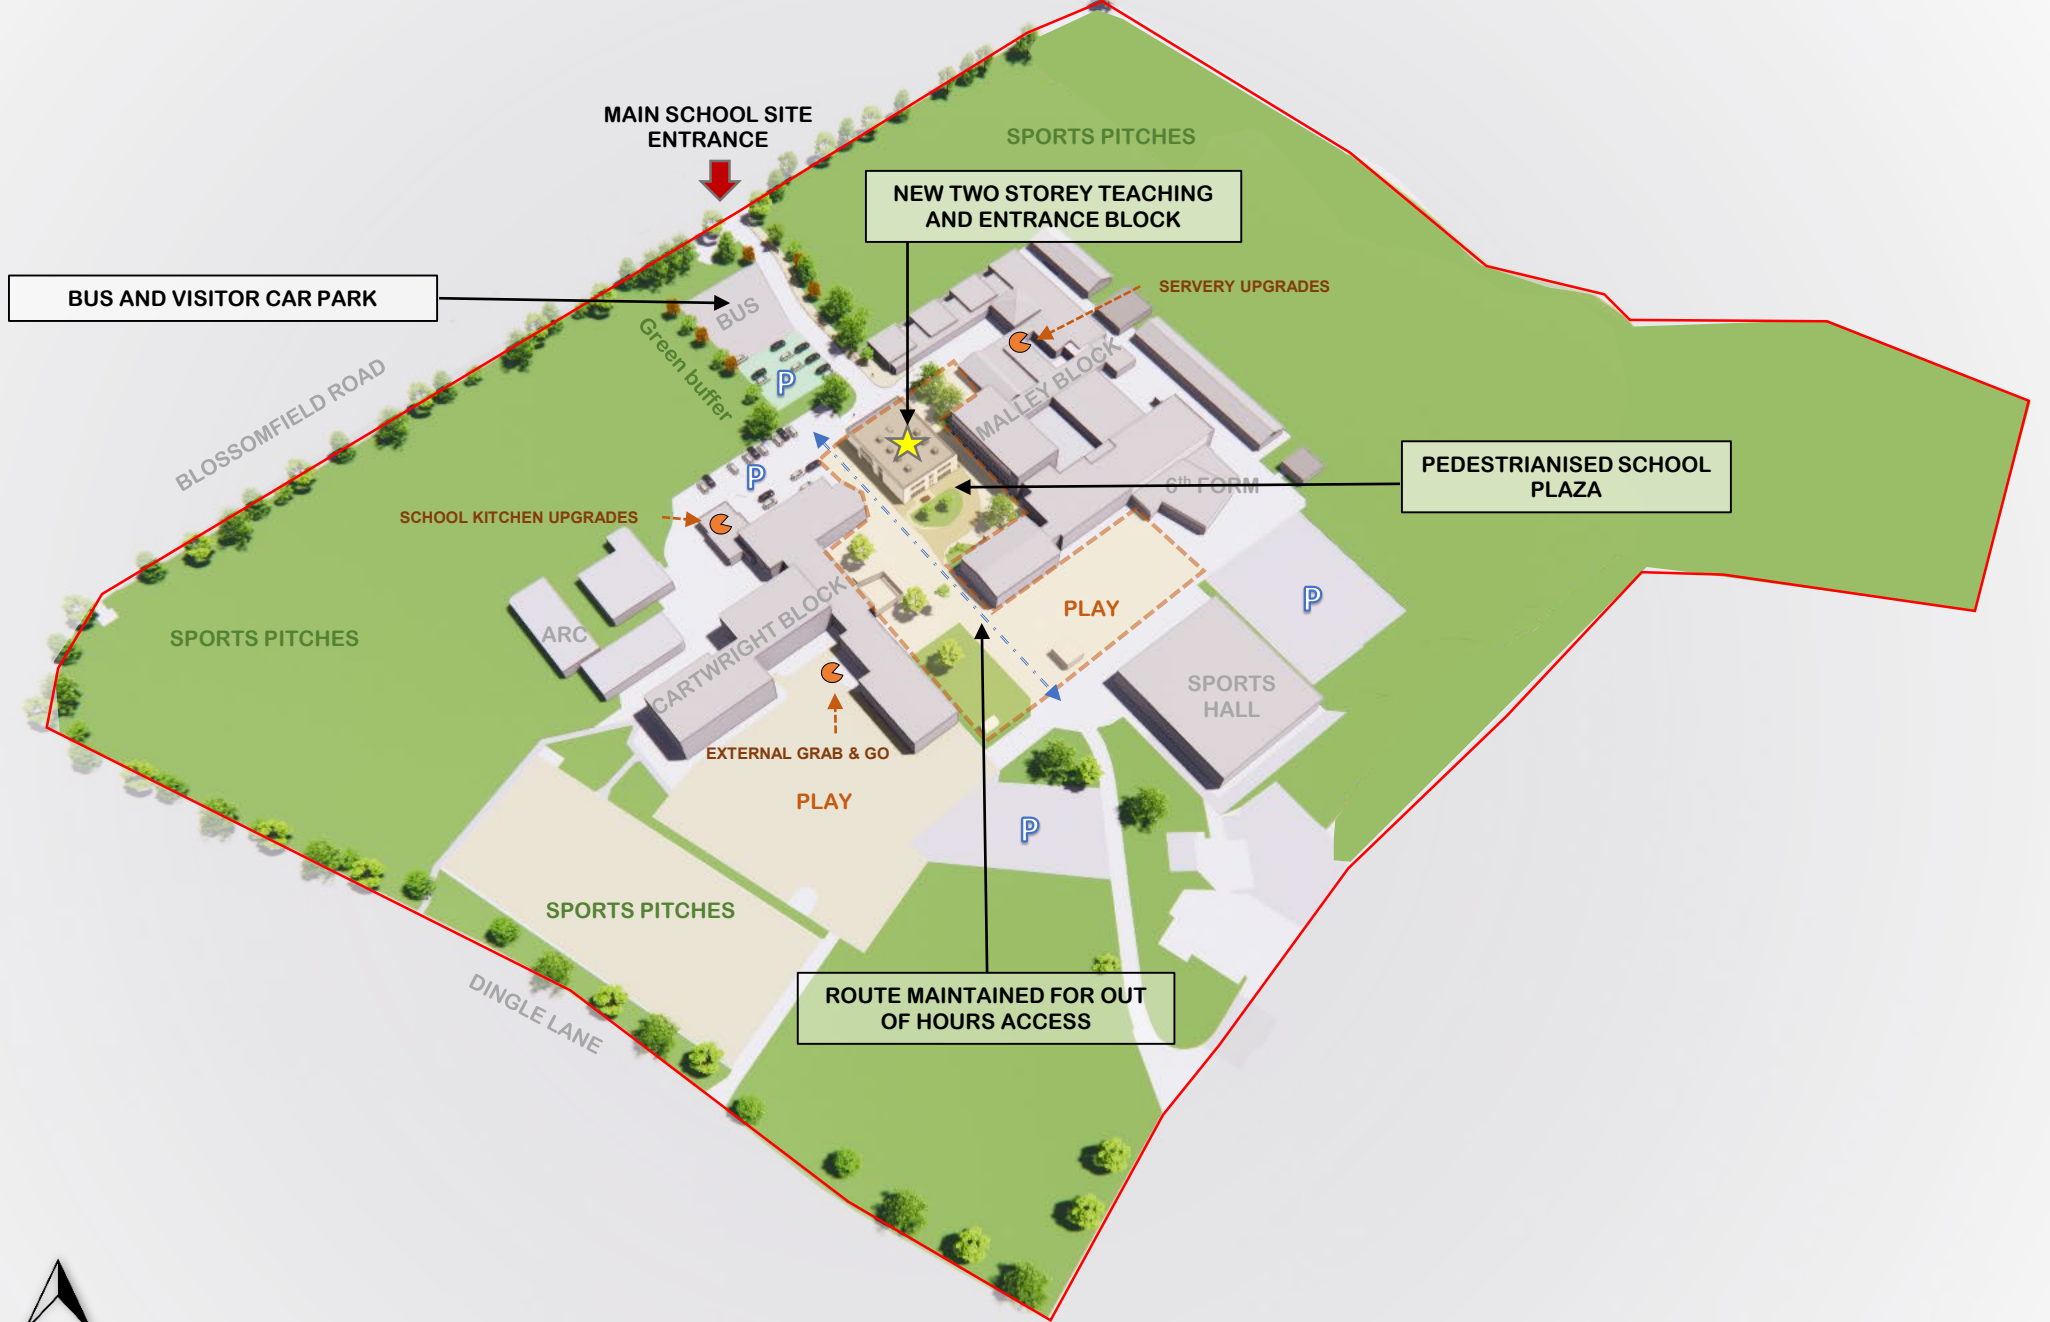 MAIN SCHOOL SITE
ENTRANCE
SPORTS PITCHES
NEW TWO STOREY TEACHING
AND ENTRANCE BLOCK
BUS AND VISITOR CAR PARK
BUS
SERVERY UPGRADES
Green buffer
P
BLOSSOMFIELD ROAD
MALLEY BLOCK
P
PEDESTRIANISED SCHOOL
PLAZA
6th FORM
SCHOOL KITCHEN UPGRADES
P
PLAY
ARC
SPORTS PITCHES
CARTWRIGHT BLOCK
SPORTS
HALL
EXTERNAL GRAB & GO
PLAY
P
SPORTS PITCHES
DINGLE LANE
ROUTE MAINTAINED FOR OUT
OF HOURS ACCESS